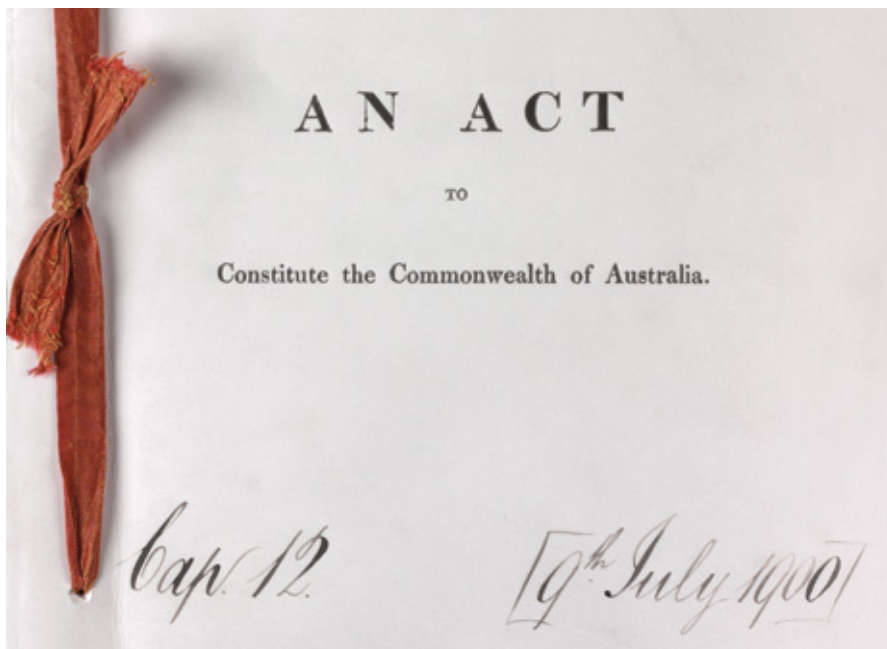 AN ACT
TO
Constitute the Commonwealth of Australia.
Cap. 12. [9th. July 1900]